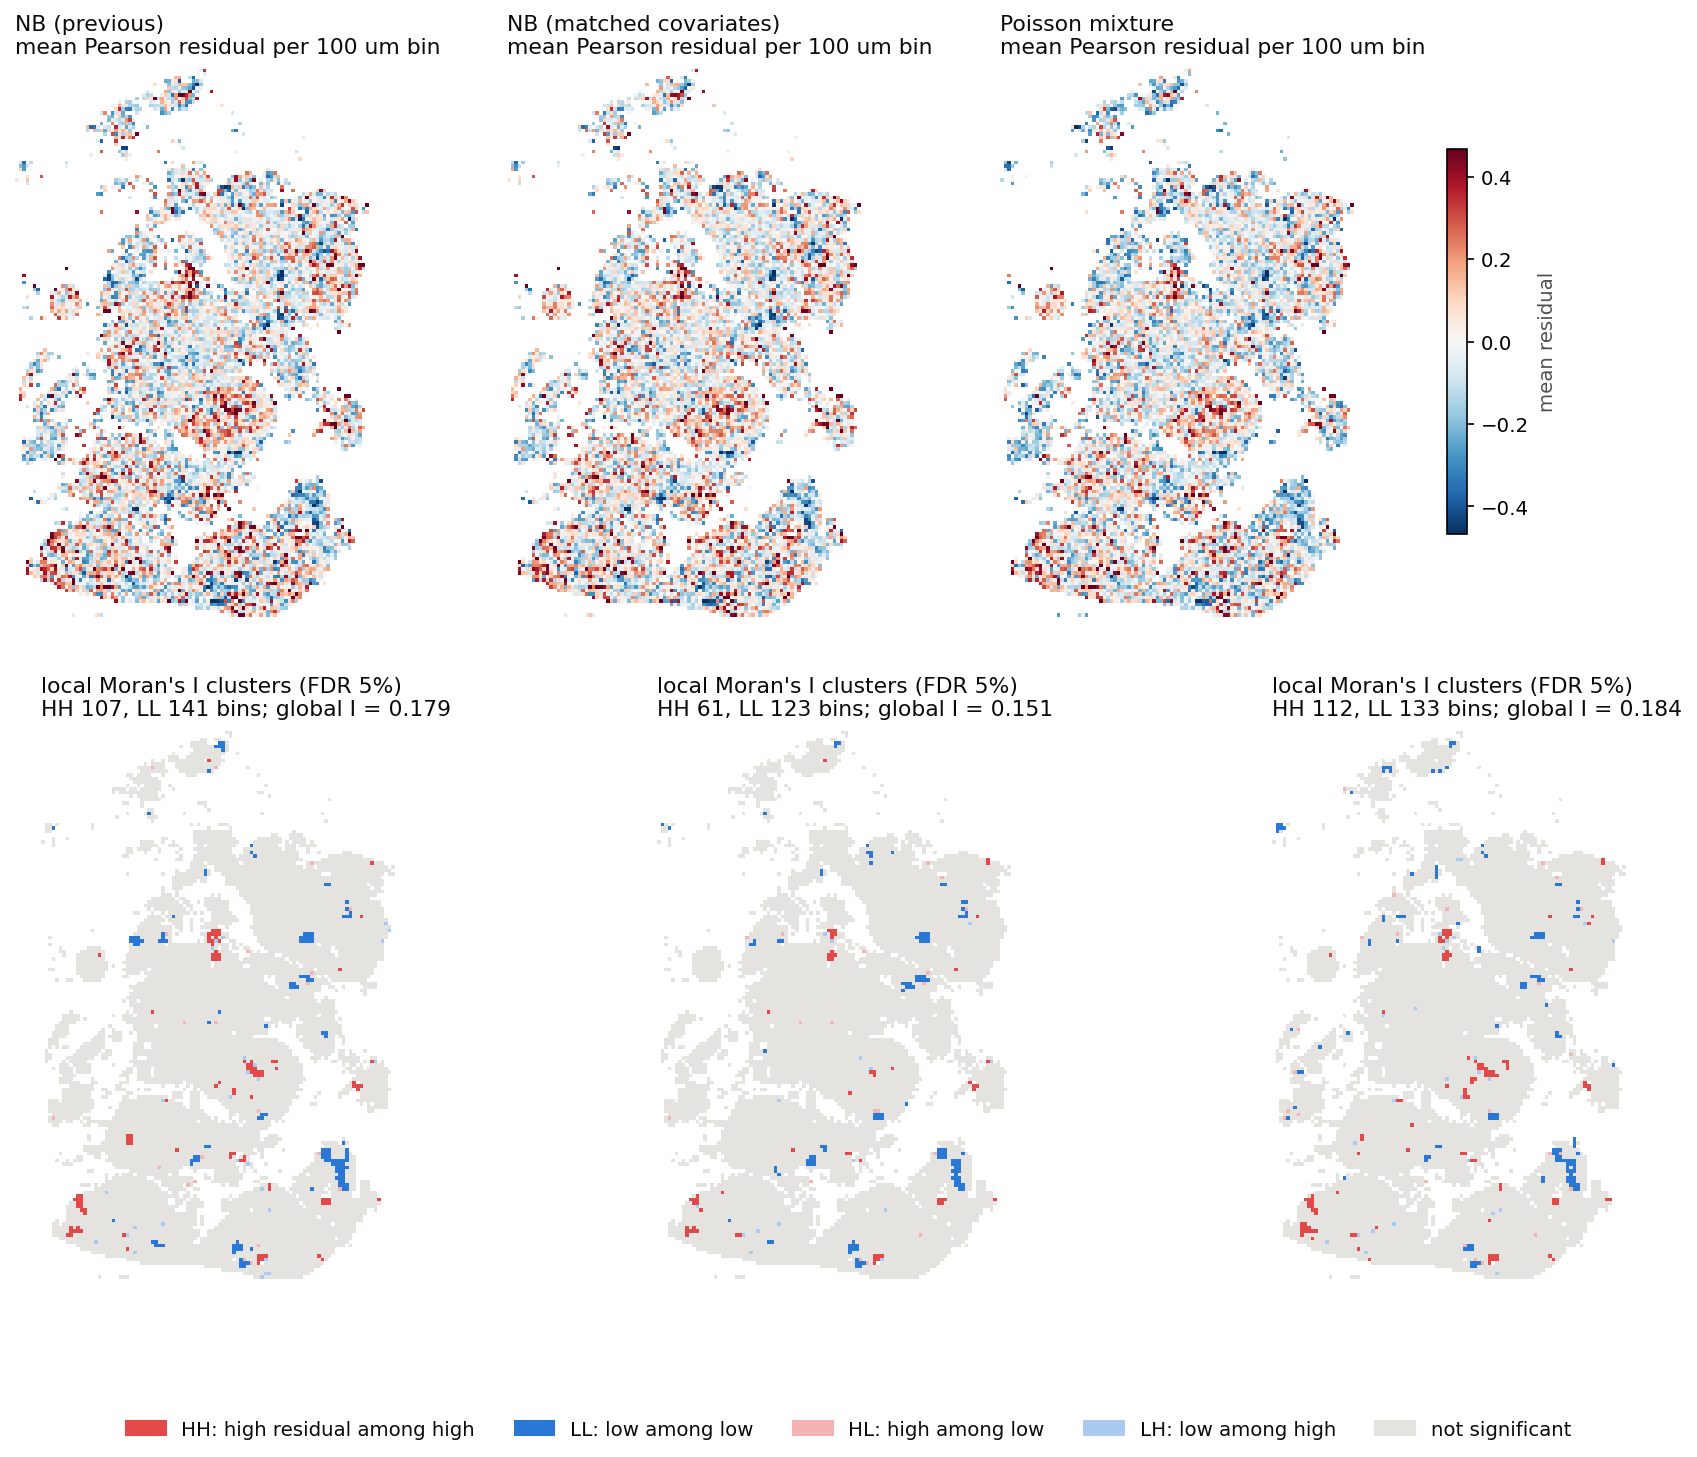 NB (previous)
mean Pearson residual per 100 um bin
NB (matched covariates)
mean Pearson residual per 100 um bin
Poisson mixture
mean Pearson residual per 100 um bin
0.4
0.2
0.0
−0.2
−0.4
mean residual
local Moran's I clusters (FDR 5%)
HH 107, LL 141 bins; global I = 0.179
local Moran's I clusters (FDR 5%)
HH 61, LL 123 bins; global I = 0.151
local Moran's I clusters (FDR 5%)
HH 112, LL 133 bins; global I = 0.184
HH: high residual among high
LL: low among low
HL: high among low
LH: low among high
not significant